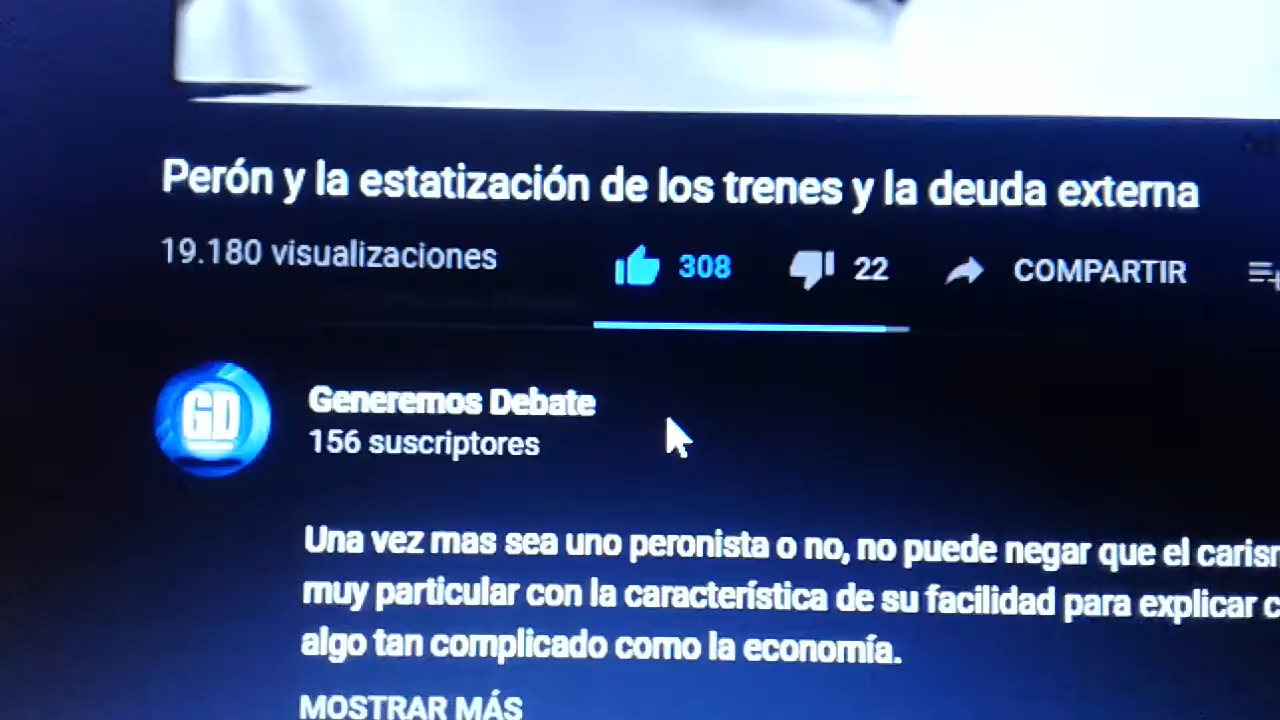 Perón y la estatización de los trenes y la deuda externa
19.180 visualizaciones 308 22 COMPARTIR
GD
Generemos Debate
156 suscriptores
Una vez mas sea uno peronista o no, no puede negar que el
muy particular con la característica de su facilidad para explicar
algo tan complicado como la economía.
MOSTRAR MÁS